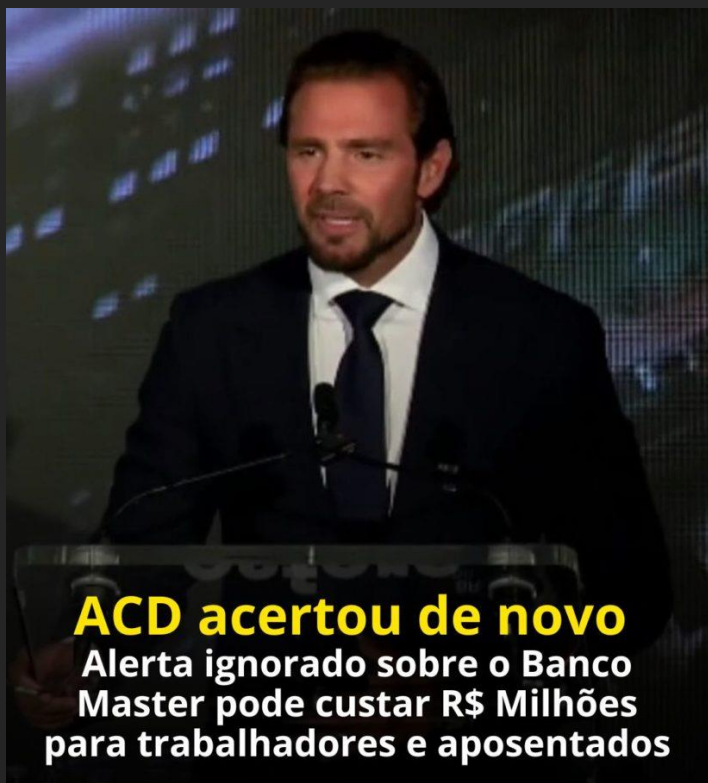 ACD acertou de novo
Alerta ignorado sobre o Banco
Master pode custar R$ Milhões
para trabalhadores e aposentados